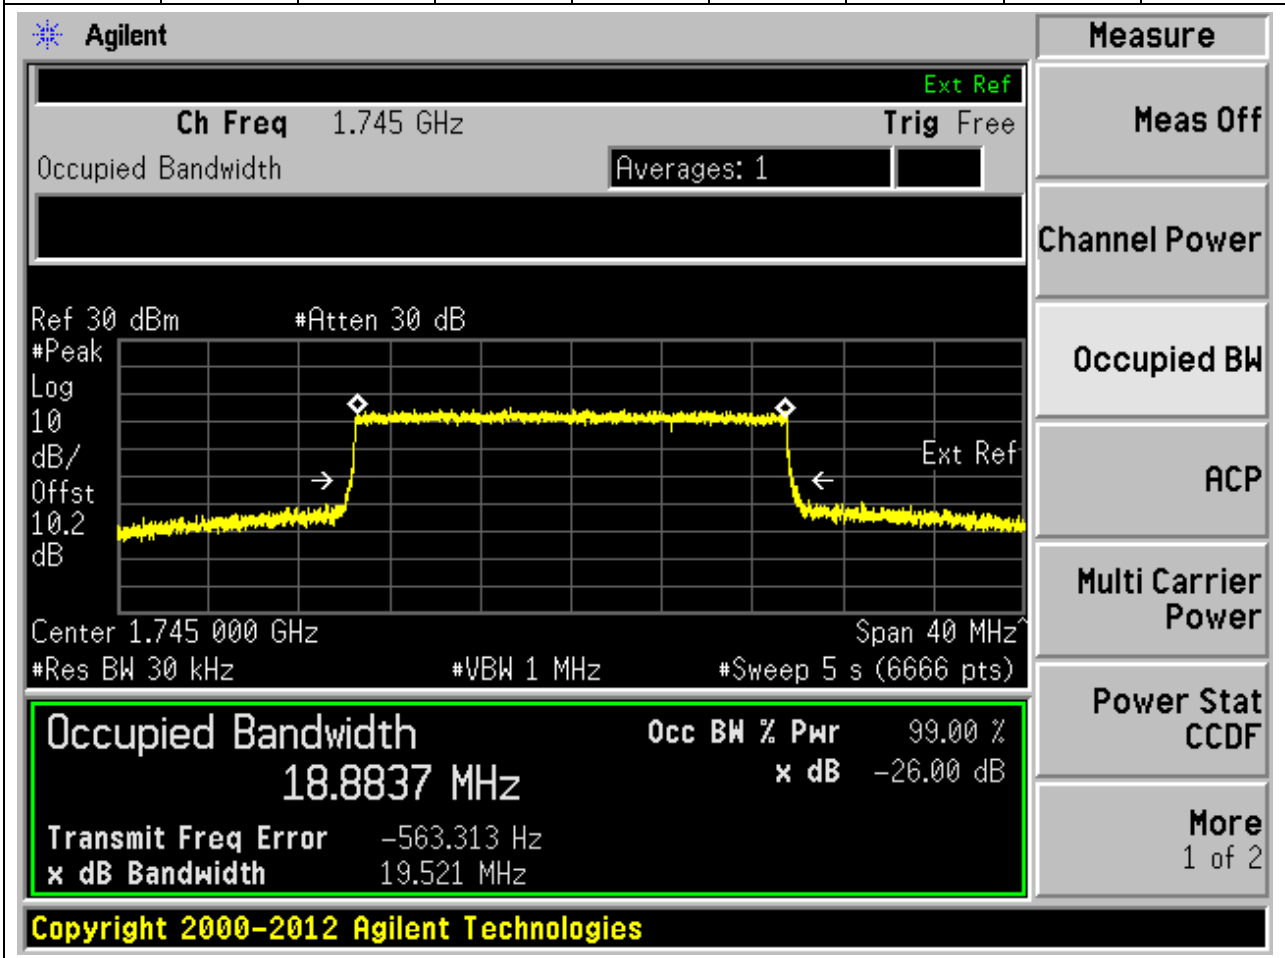 Agilent
Measure
Ext Ref
Ch Freq 1.745 GHz Trig Free
Occupied Bandwidth Averages: 1
Ref 30 dBm #Atten 30 dB
#Peak
Log
10
dB/
Offst
10.2
dB
Ext Ref
Center 1.745 000 GHz Span 40 MHz^
#Res BW 30 kHz #VBW 1 MHz #Sweep 5 s (6666 pts)
Occupied Bandwidth Occ BW % Pwr 99.00 %
18.8837 MHz x dB -26.00 dB
Transmit Freq Error -563.313 Hz
x dB Bandwidth 19.521 MHz
Copyright 2000-2012 Agilent Technologies
Meas Off
Channel Power
Occupied BW
ACP
Multi Carrier
Power
Power Stat
CCDF
More
1 of 2